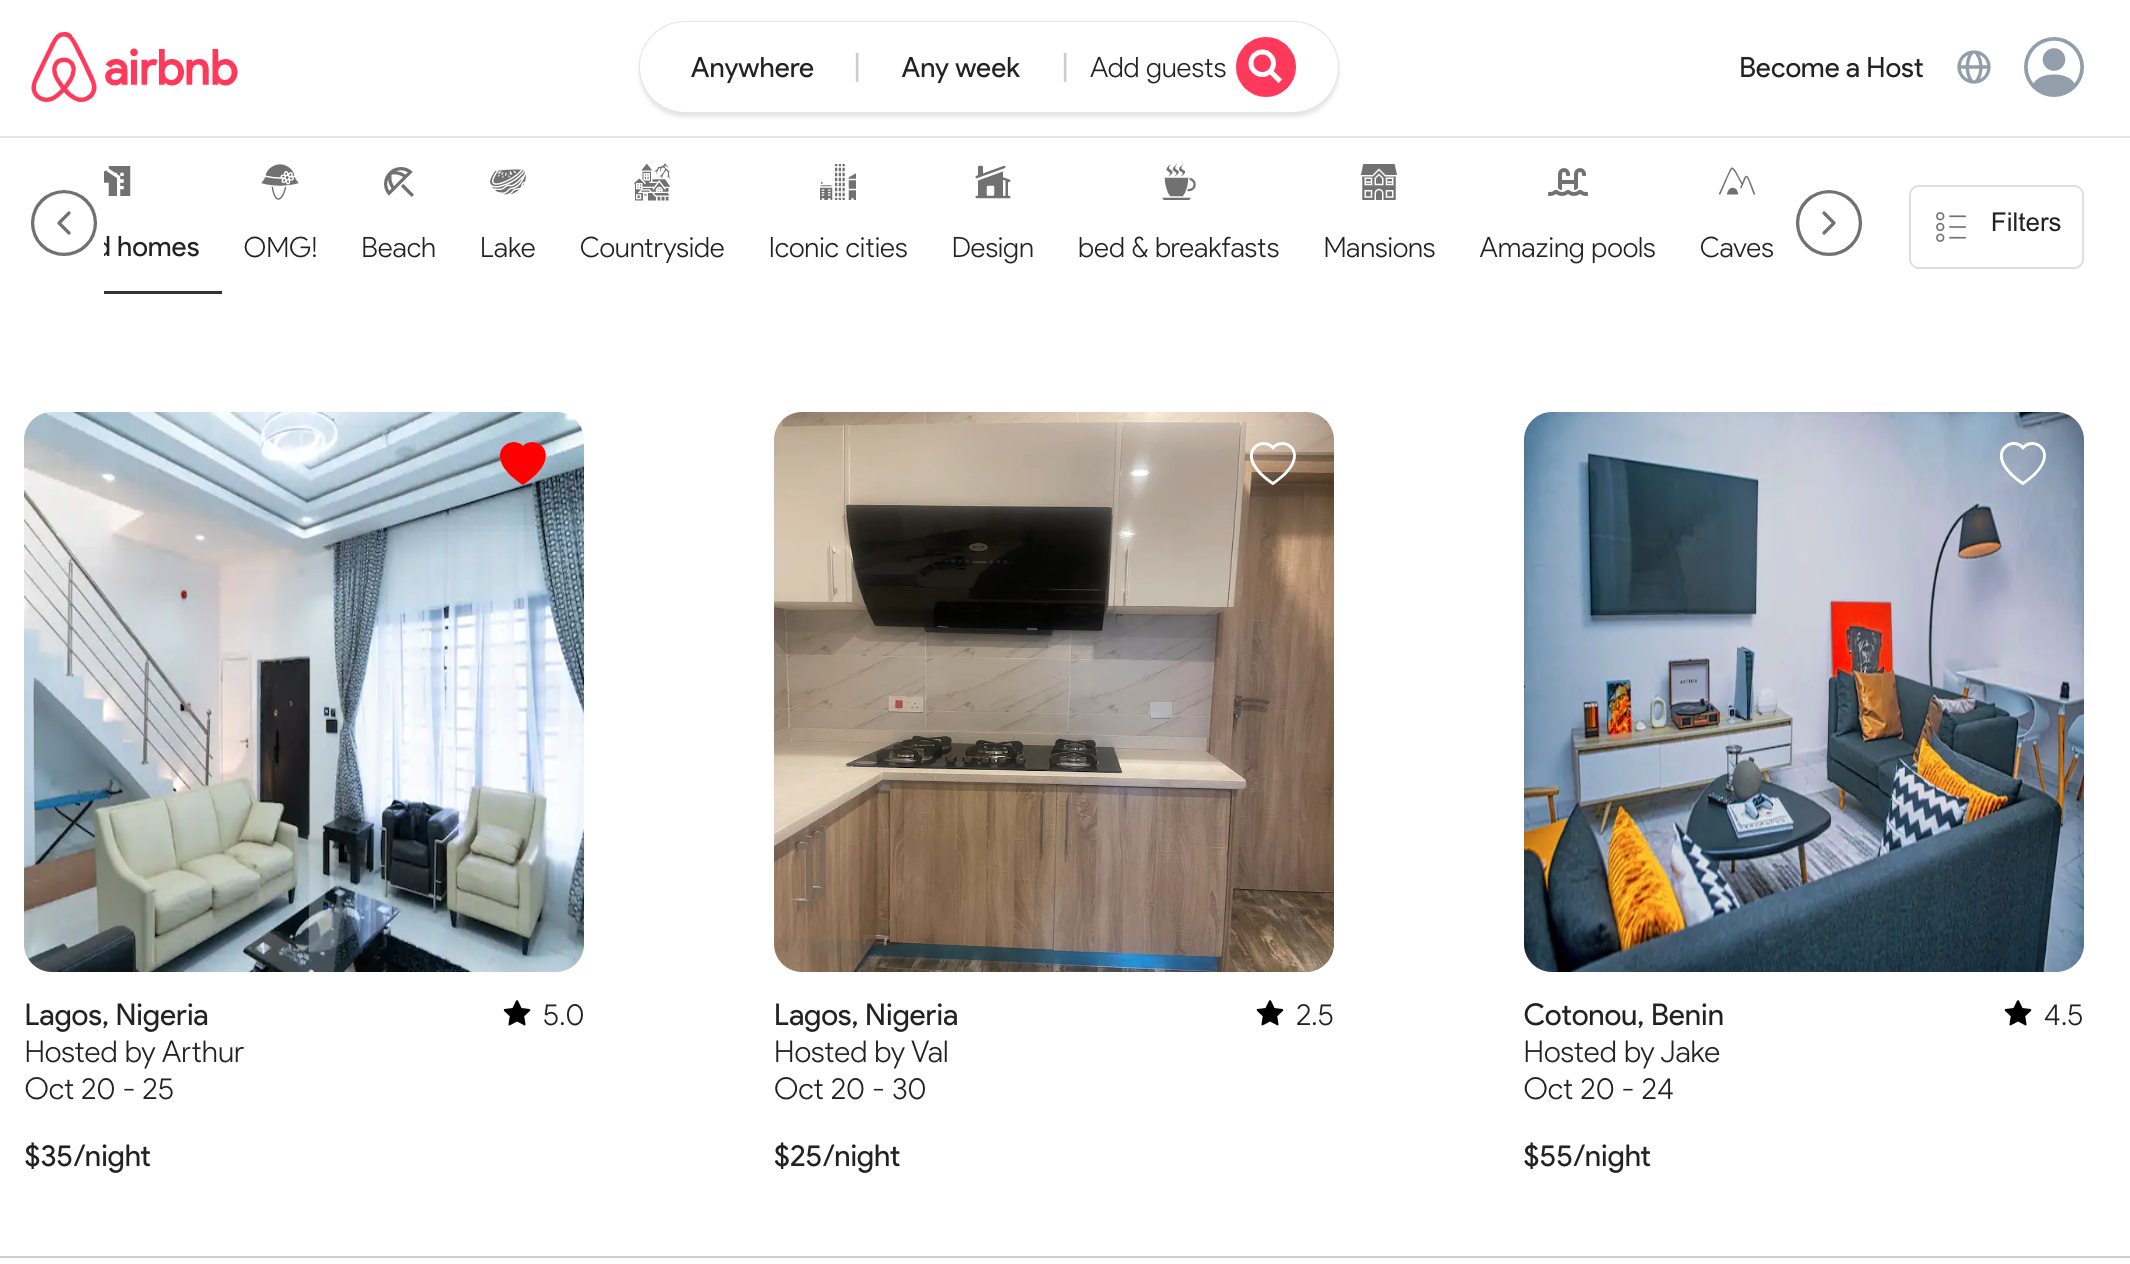 airbnb
Anywhere | Any week | Add guests
Become a Host
d homes
OMG!
Beach
Lake
Countryside
Iconic cities
Design
bed & breakfasts
Mansions
Amazing pools
Caves
Filters
Lagos, Nigeria
5.0
Hosted by Arthur
Oct 20 - 25
$35/night
Lagos, Nigeria
2.5
Hosted by Val
Oct 20 - 30
$25/night
Cotonou, Benin
4.5
Hosted by Jake
Oct 20 - 24
$55/night